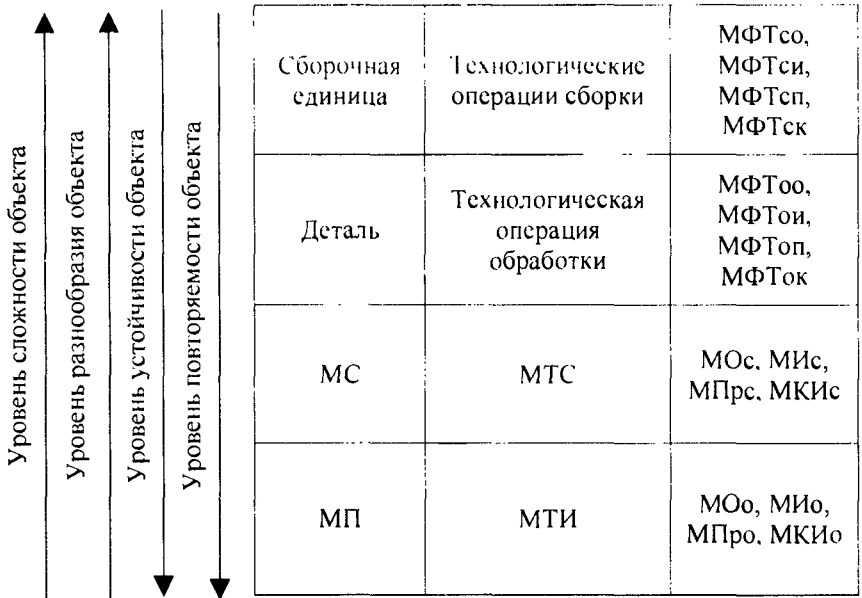 Уровень сложности объекта
Уровень разнообразия объекта
Уровень устойчивости объекта
Уровень повторяемости объекта
Сборочная
единица
Технологические
операции сборки
МФТсо,
МФТси,
МФТсп,
МФТск
Деталь
Технологическая
операция
обработки
МФТоо,
МФТои,
МФТоп,
МФТок
МС
МТС
МОс, МИс,
МПрс, МКИс
МП
МТИ
МОо, МИо,
МПро, МКИо